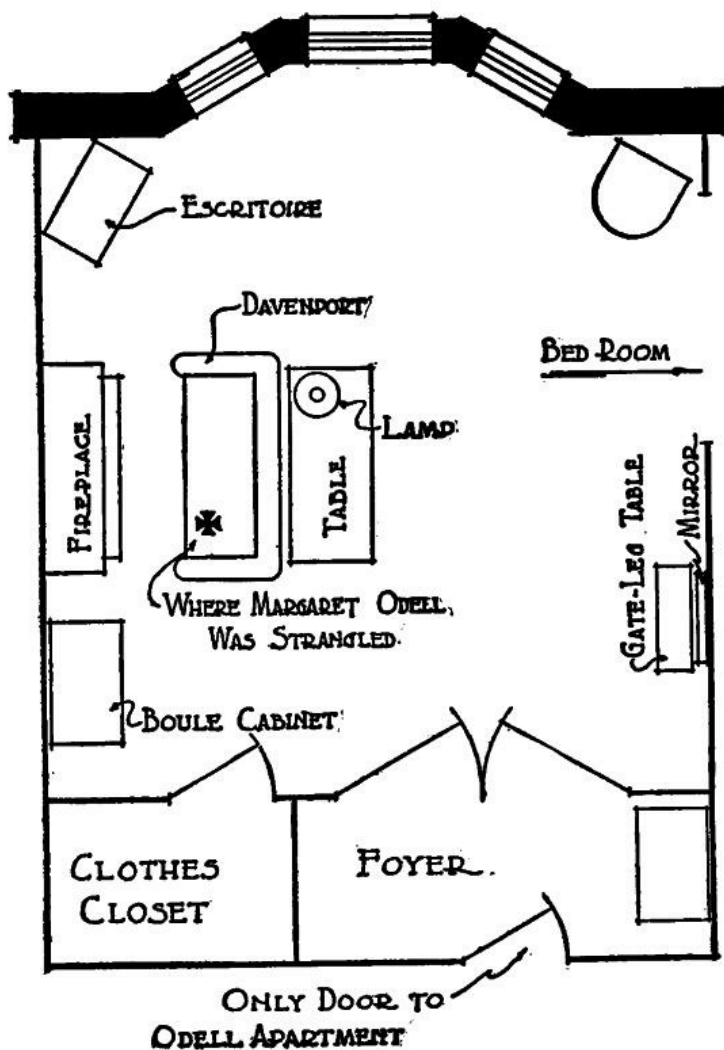 ESCRITOIRE
DAVENPORT
BED ROOM
LAMP
FIREPLACE
TABLE
GATE-LEG TABLE
MIRROR
WHERE MARGARET ODELL
WAS STRANGLED.
BOULE CABINET
CLOTHES
CLOSET
FOYER.
ONLY DOOR TO
ODELL APARTMENT